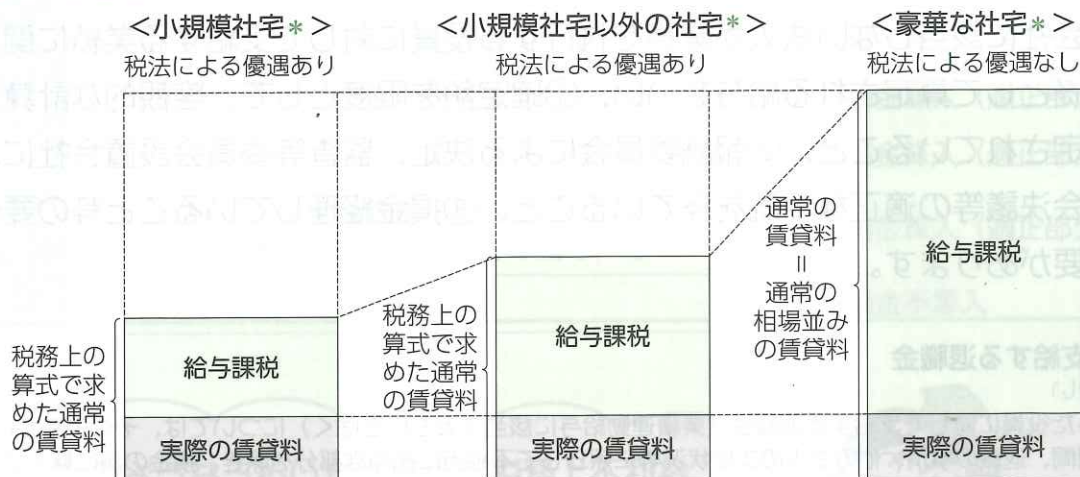 ＜小規模社宅＊＞
税法による優遇あり
＜小規模社宅以外の社宅＊＞
税法による優遇あり
＜豪華な社宅＊＞
税法による優遇なし
税務上の
算式で求
めた通常
の賃貸料
給与課税
実際の賃貸料
税務上の
算式で求
めた通常
の賃貸料
給与課税
実際の賃貸料
通常の
賃貸料
＝
通常の
相場並み
の賃貸料
給与課税
実際の賃貸料